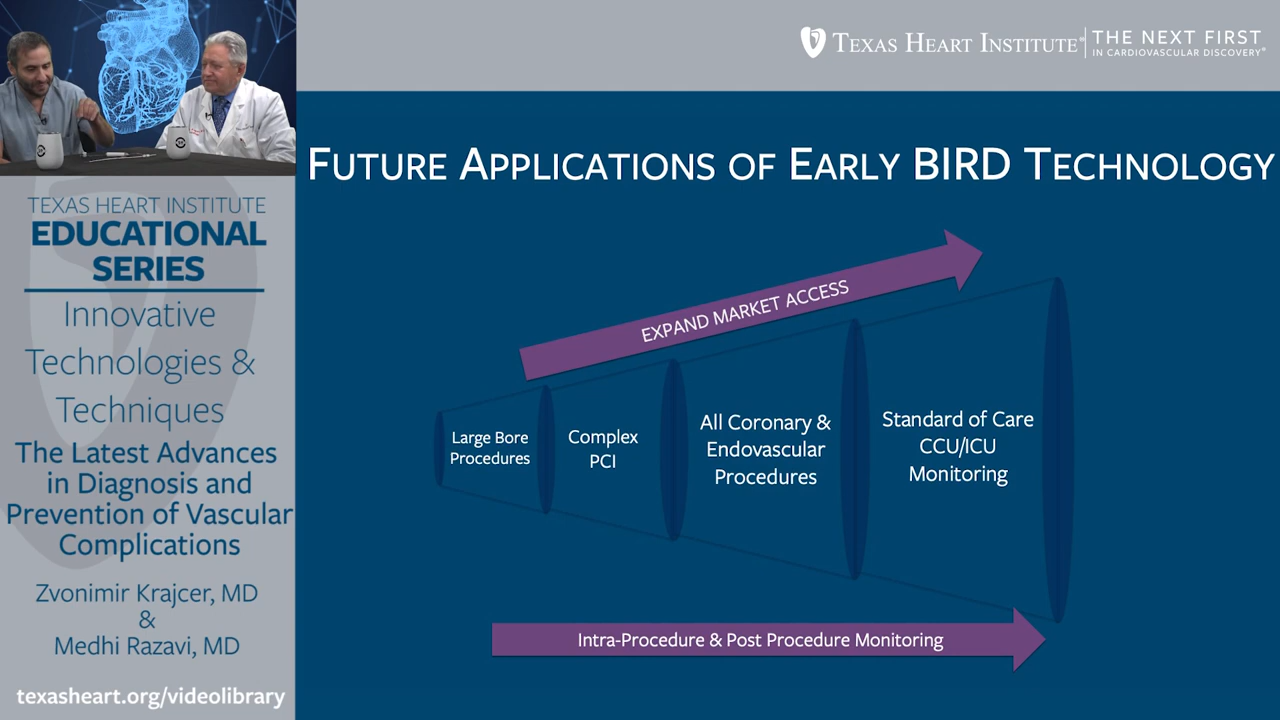 TEXAS HEART INSTITUTE®
THE NEXT FIRST
IN CARDIOVASCULAR DISCOVERY®
FUTURE APPLICATIONS OF EARLY BIRD TECHNOLOGY
TEXAS HEART INSTITUTE
EDUCATIONAL
SERIES
Innovative
Technologies &
Techniques
The Latest Advances
in Diagnosis and
Prevention of Vascular
Complications
Zvonimir Krajcer, MD
&
Medhi Razavi, MD
texasheart.org/videolibrary
EXPAND MARKET ACCESS
Large Bore
Procedures
Complex
PCI
All Coronary &
Endovascular
Procedures
Standard of Care
CCU/ICU
Monitoring
Intra-Procedure & Post Procedure Monitoring